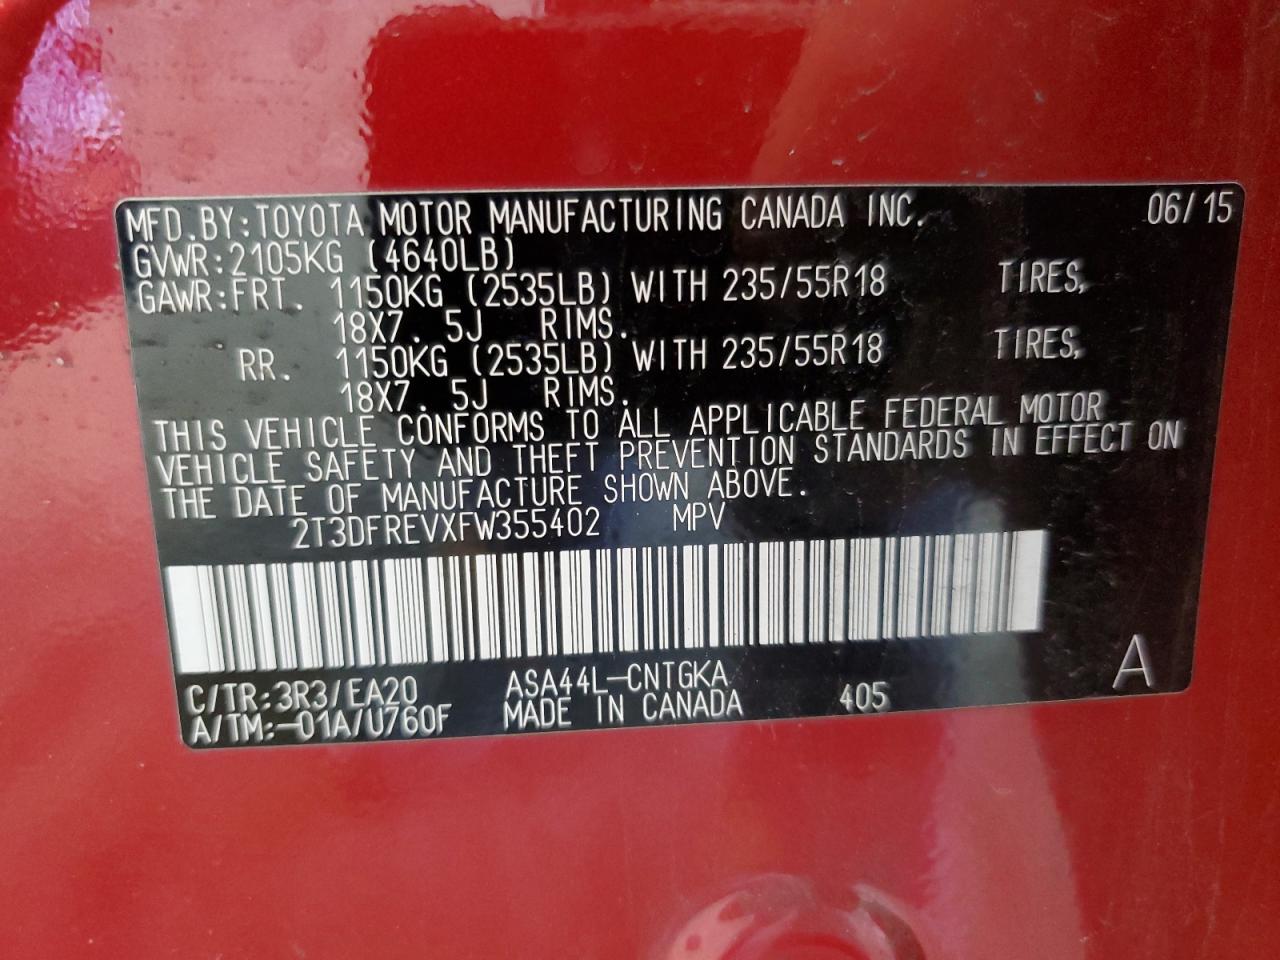 MFD.BY:TOYOTA MOTOR MANUFACTURING CANADA INC. 06/15
GVWR:2105KG (4640LB)
GAWR:FRT. 1150KG (2535LB) WITH 235/55R18 TIRES,
18X7.5J RIMS.
RR. 1150KG (2535LB) WITH 235/55R18 TIRES,
18X7.5J RIMS.
THIS VEHICLE CONFORMS TO ALL APPLICABLE FEDERAL MOTOR
VEHICLE SAFETY AND THEFT PREVENTION STANDARDS IN EFFECT ON
THE DATE OF MANUFACTURE SHOWN ABOVE.
2T3DFREVXFW355402 MPV
C/TR:3R3/EA20 ASA44L-CNTGKA A
A/TM:-01A/U760F MADE IN CANADA 405